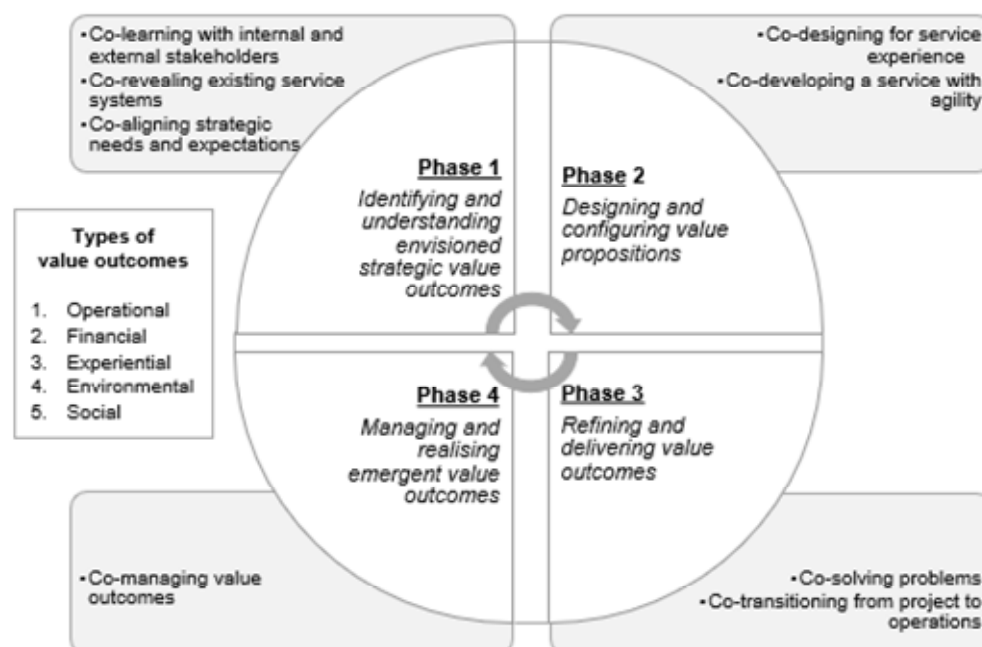 •Co-learning with internal and
external stakeholders
•Co-revealing existing service
systems
•Co-aligning strategic
needs and expectations
•Co-designing for service
experience
•Co-developing a service with
agility
Phase 1
Identifying and
understanding
envisioned
strategic value
outcomes
Phase 2
Designing and
configuring value
propositions
Types of
value outcomes
1. Operational
2. Financial
3. Experiential
4. Environmental
5. Social
Phase 4
Managing and
realising
emergent value
outcomes
Phase 3
Refining and
delivering value
outcomes
•Co-managing value
outcomes
•Co-solving problems
•Co-transitioning from project to
operations